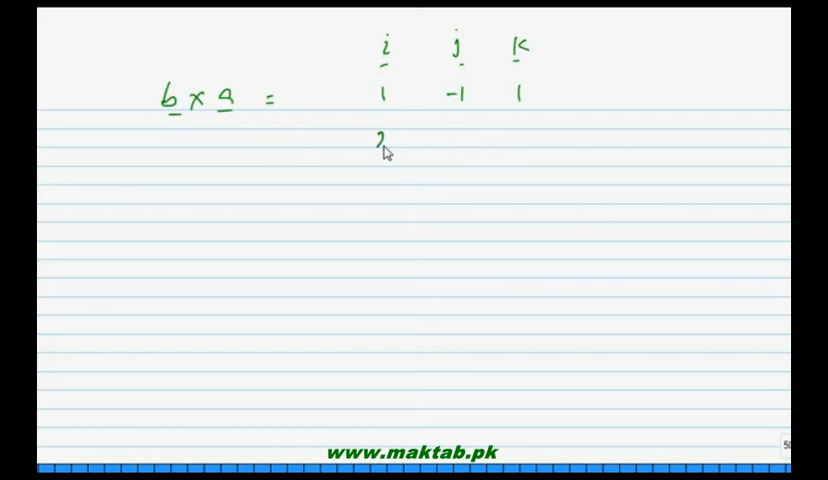 i j k
b × a = 1 -1 1
2
www.maktab.pk